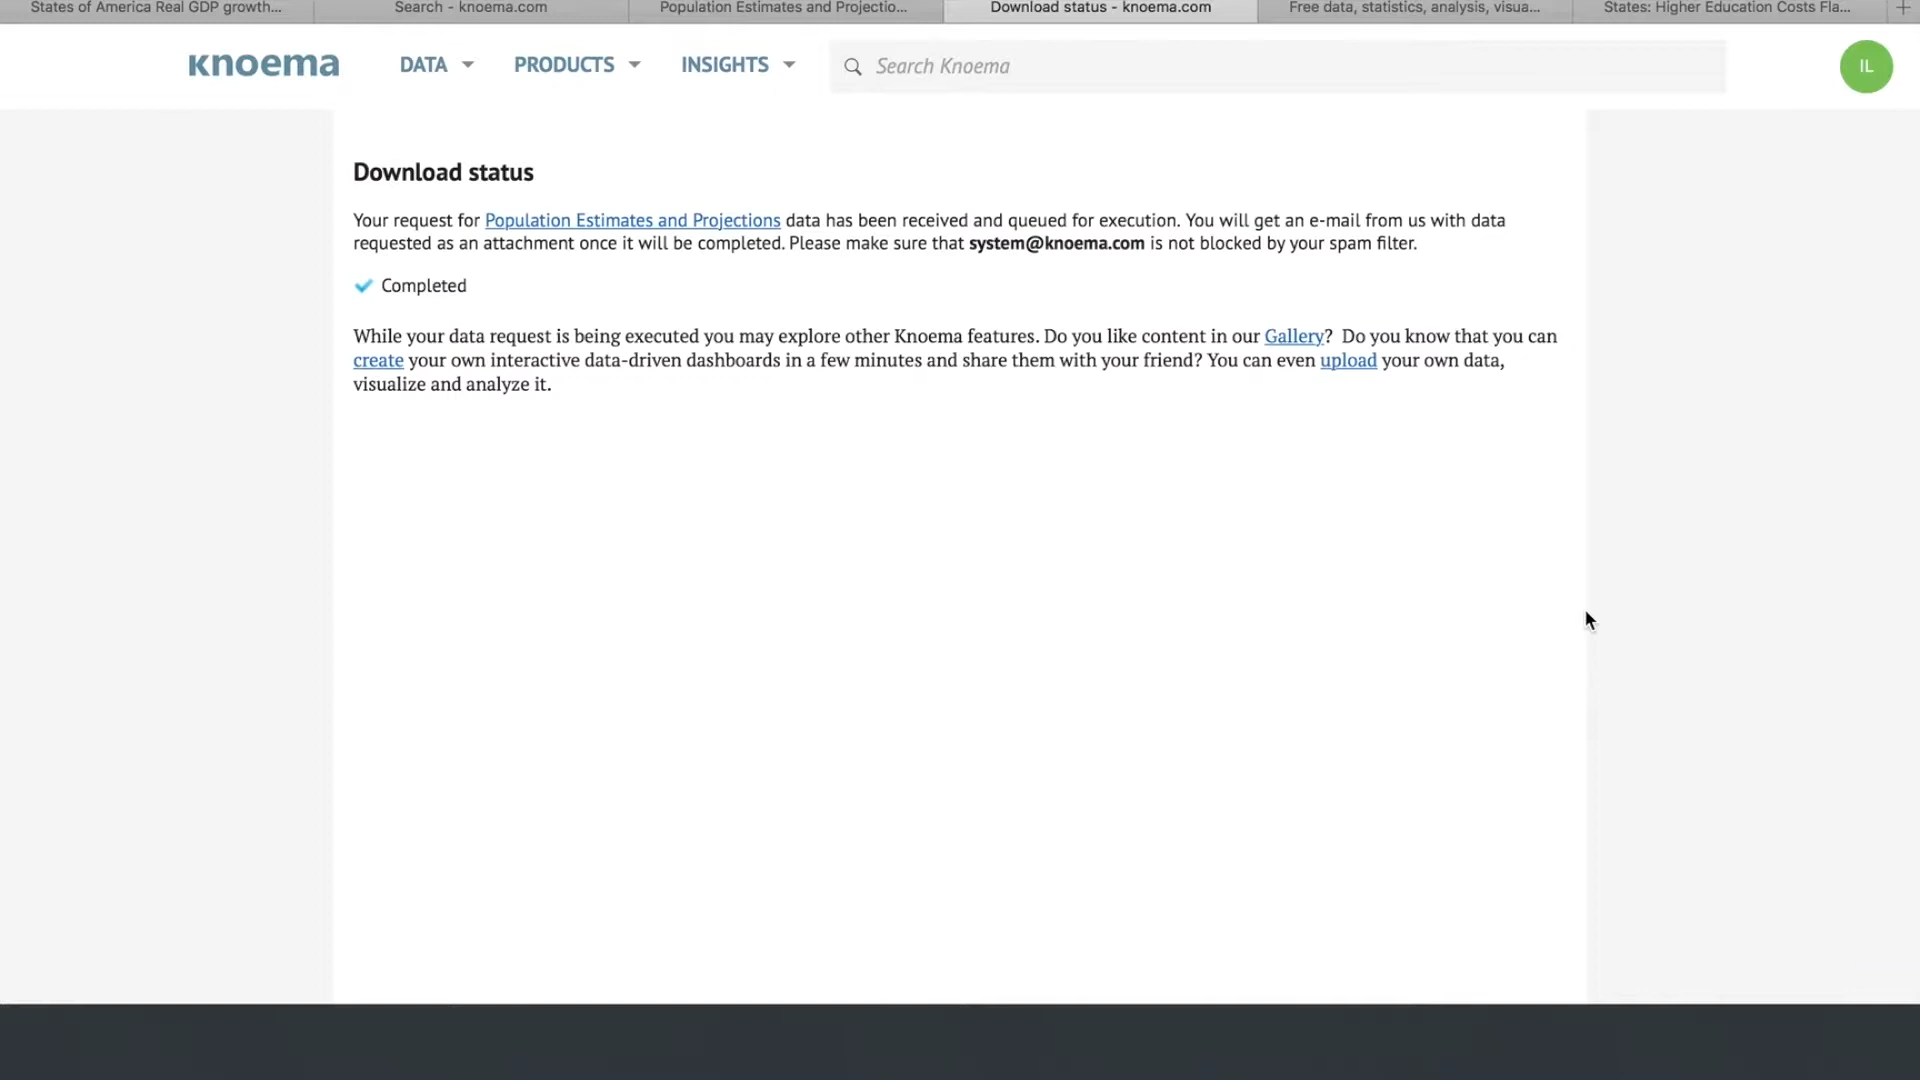 States of America Real GDP growth...
Search - knoema.com
Population Estimates and Projectio...
Download status - knoema.com
Free data, statistics, analysis, visua...
States: Higher Education Costs Fla...
knoema
DATA
PRODUCTS
INSIGHTS
Search Knoema
IL
Download status
Your request for Population Estimates and Projections data has been received and queued for execution. You will get an e-mail from us with data
requested as an attachment once it will be completed. Please make sure that system@knoema.com is not blocked by your spam filter.
Completed
While your data request is being executed you may explore other Knoema features. Do you like content in our Gallery? Do you know that you can
create your own interactive data-driven dashboards in a few minutes and share them with your friend? You can even upload your own data,
visualize and analyze it.